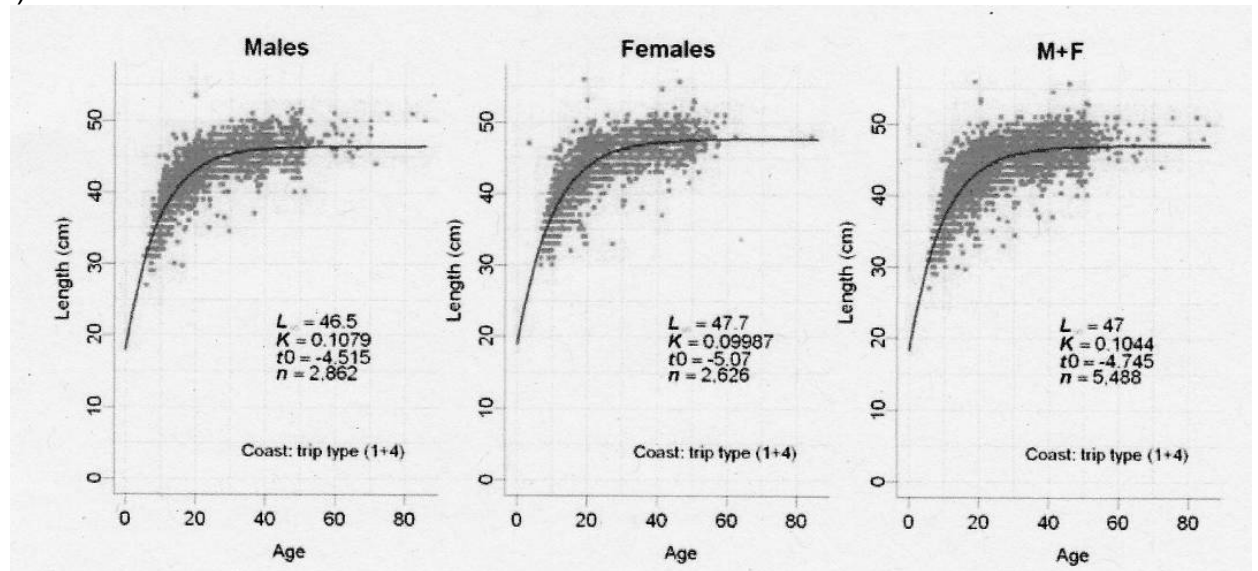 Males
Females
M+F
Length (cm)
50
40
30
20
10
0
L = 46.5
K = 0.1079
t0 = -4.515
n = 2,862
Coast: trip type (1+4)
0 20 40 60 80
Age
Length (cm)
50
40
30
20
10
0
L = 47.7
K = 0.09987
t0 = -5.07
n = 2,626
Coast: trip type (1+4)
0 20 40 60 80
Age
Length (cm)
50
40
30
20
10
0
L = 47
K = 0.1044
t0 = -4.745
n = 5,488
Coast: trip type (1+4)
0 20 40 60 80
Age